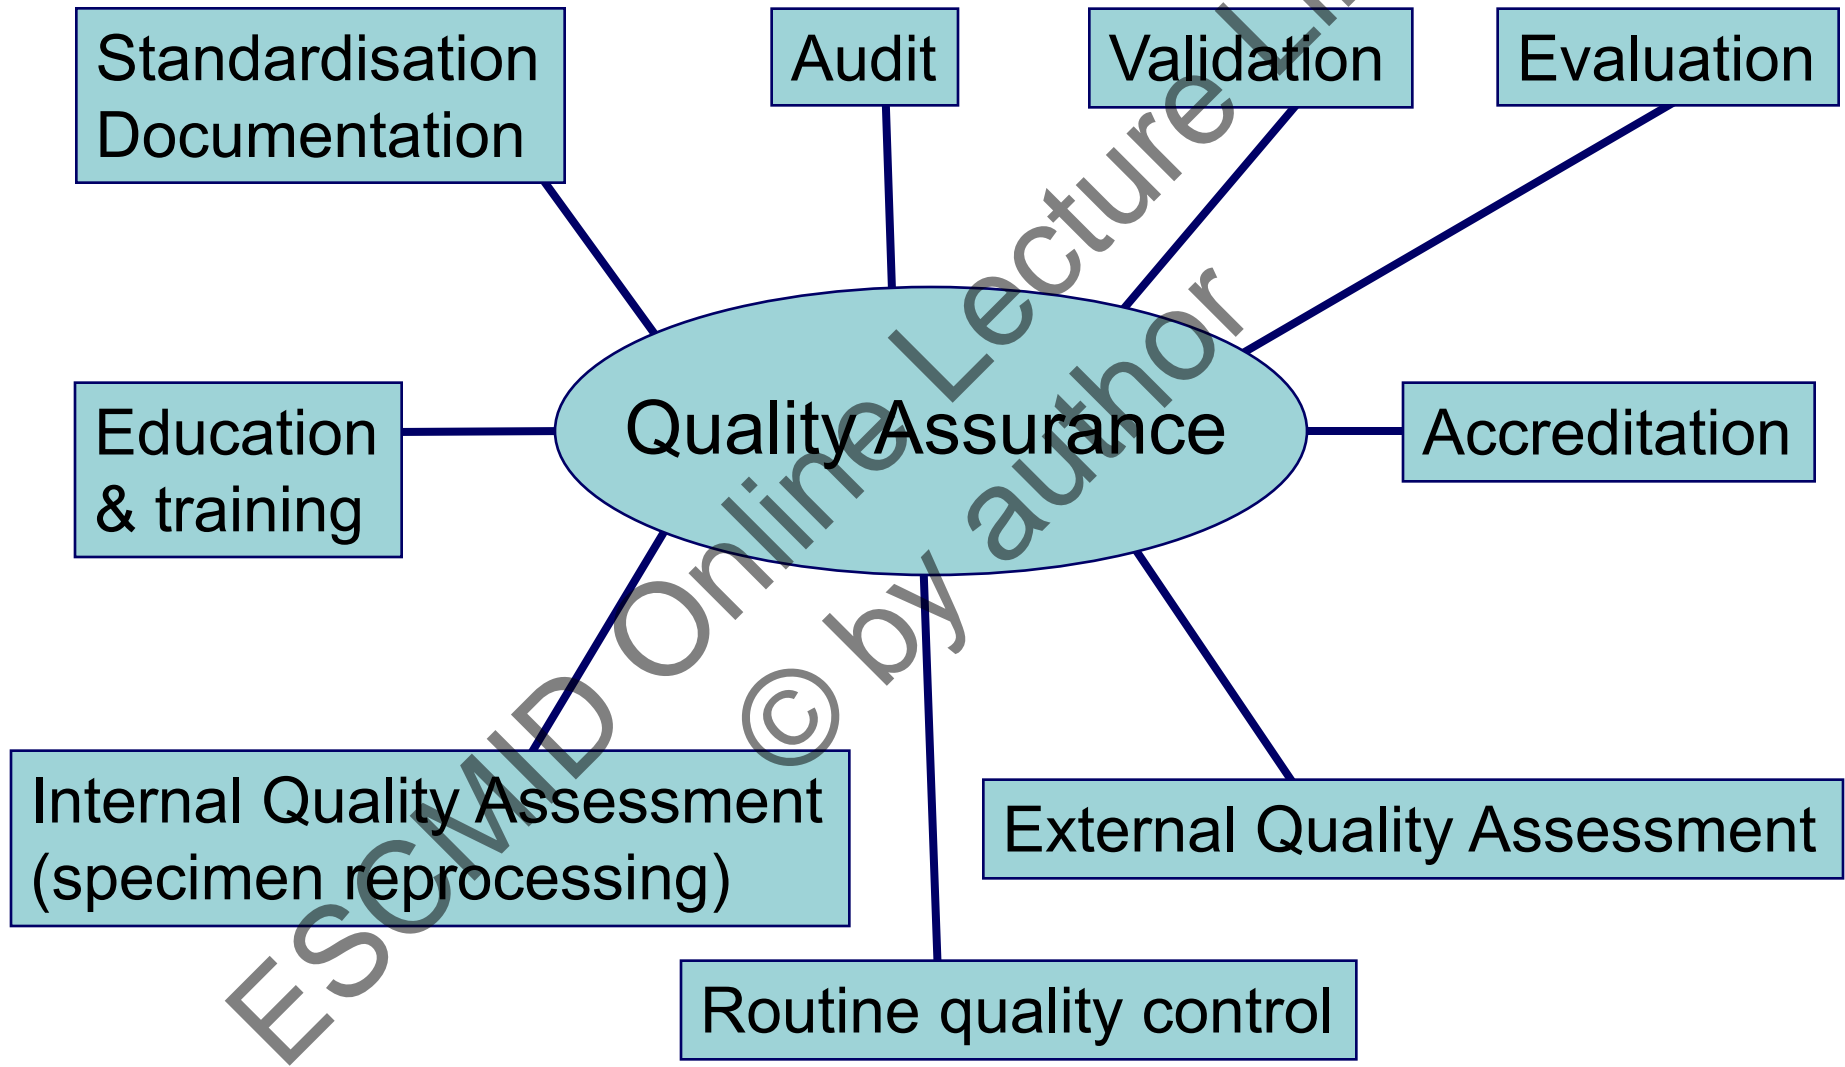 Standardisation
Documentation
Audit
Validation
Evaluation
Education
& training
Quality Assurance
Accreditation
Internal Quality Assessment
(specimen reprocessing)
External Quality Assessment
Routine quality control
ESCMID Online Lecture
© by author